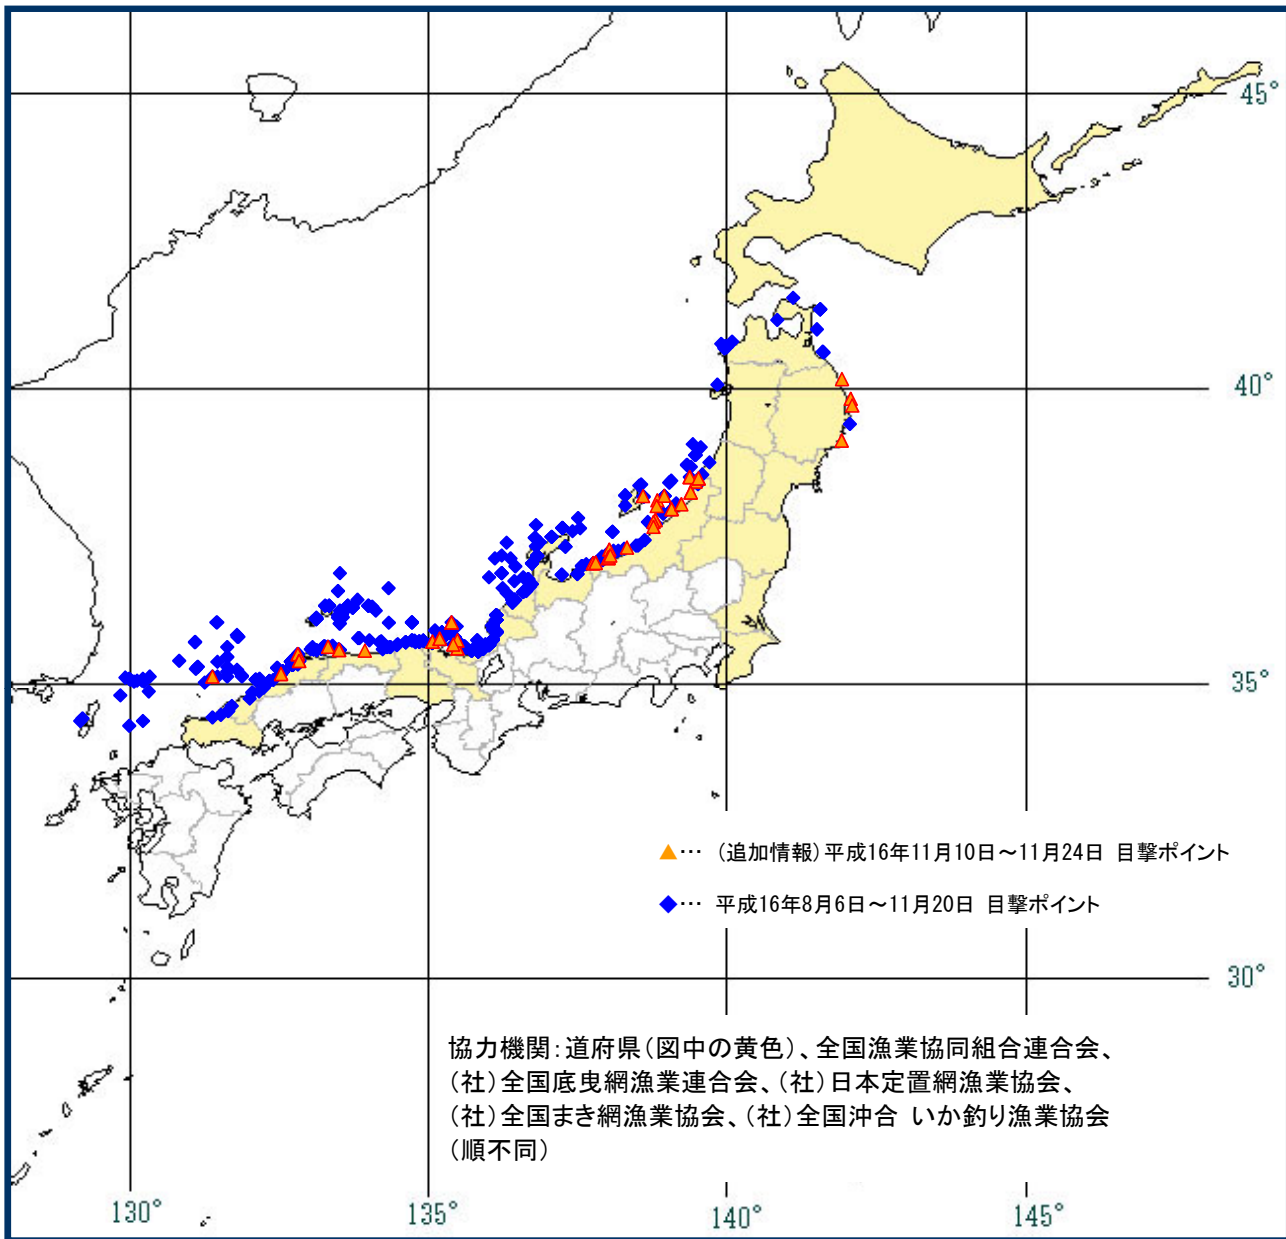 45°
40°
35°
▲… （追加情報）平成16年11月10日～11月24日 目撃ポイント
◆… 平成16年8月6日～11月20日 目撃ポイント
30°
協力機関：道府県（図中の黄色）、全国漁業協同組合連合会、
（社）全国底曳網漁業連合会、（社）日本定置網漁業協会、
（社）全国まき網漁業協会、（社）全国沖合 いか釣り漁業協会
（順不同）
130° 135° 140° 145°